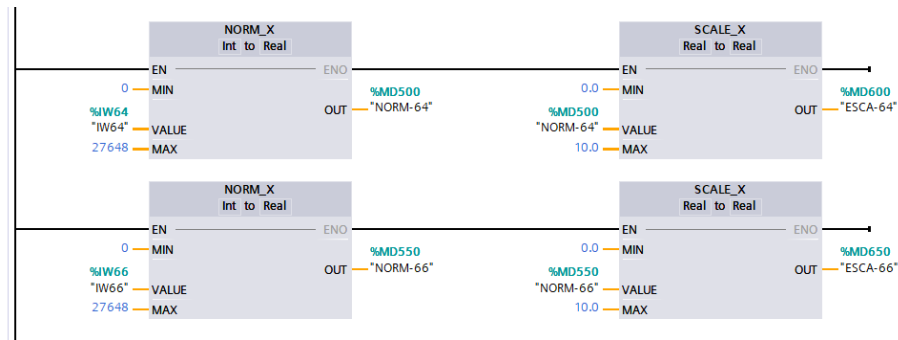 NORM_X
Int to Real
EN
ENO
0
MIN
%MD500
"NORM-64"
OUT
%IW64
"IW64"
VALUE
27648
MAX
SCALE_X
Real to Real
EN
ENO
0.0
MIN
%MD600
"ESCA-64"
OUT
%MD500
"NORM-64"
VALUE
10.0
MAX
NORM_X
Int to Real
EN
ENO
0
MIN
%MD550
"NORM-66"
OUT
%IW66
"IW66"
VALUE
27648
MAX
SCALE_X
Real to Real
EN
ENO
0.0
MIN
%MD650
"ESCA-66"
OUT
%MD550
"NORM-66"
VALUE
10.0
MAX